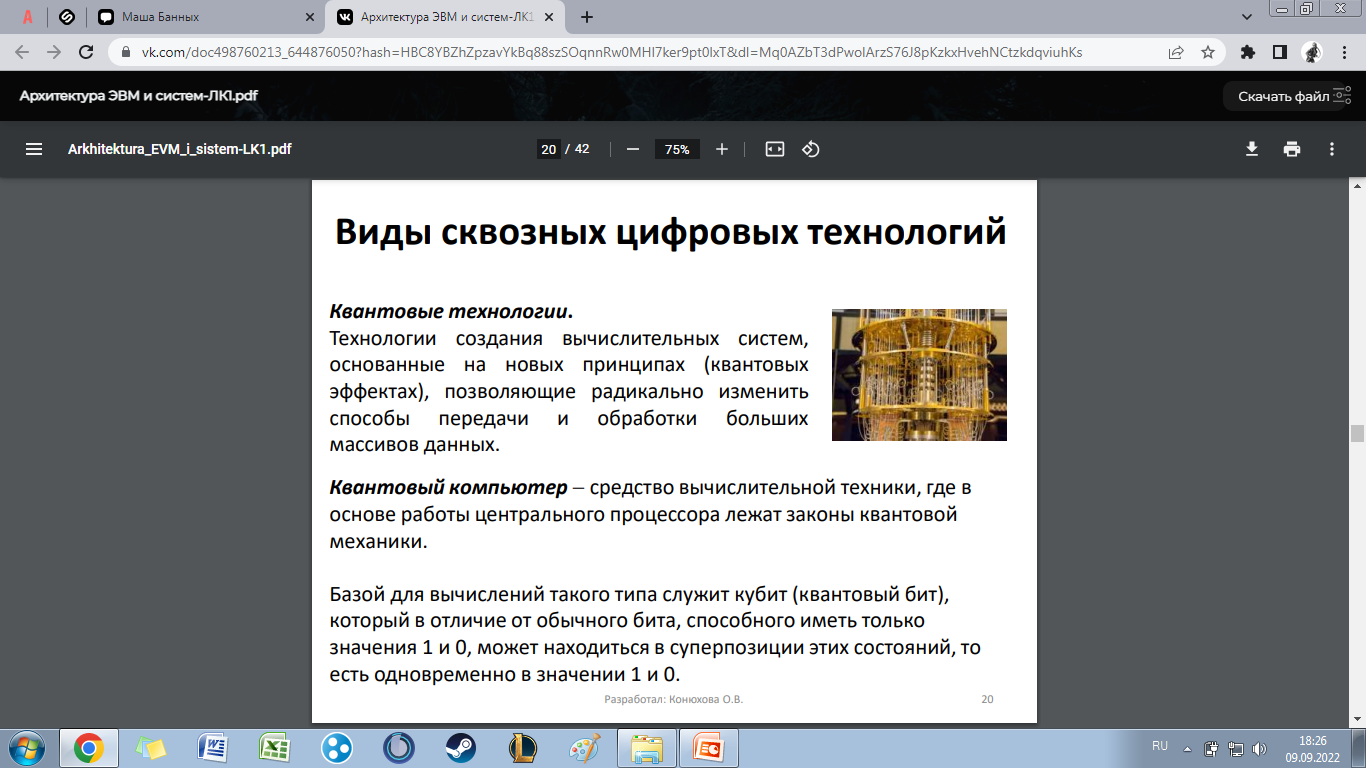 Маша Банных
Архитектура ЭВМ и систем-ЛК1
vk.com/doc498760213_644876050?hash=HBC8YBZhZpzavYkBq88szSOqnnRw0MHl7ker9pt0lxT&dl=Mq0AZbT3dPwoIArzS76J8pKzkxHvehNCtzkdqviuhKs
Архитектура ЭВМ и систем-ЛК1.pdf
Скачать файл
Arkhitektura_EVM_i_sistem-LK1.pdf
20 / 42
75%
Виды сквозных цифровых технологий
Квантовые технологии.
Технологии создания вычислительных систем,
основанные на новых принципах (квантовых
эффектах), позволяющие радикально изменить
способы передачи и обработки больших
массивов данных.
Квантовый компьютер – средство вычислительной техники, где в
основе работы центрального процессора лежат законы квантовой
механики.
Базой для вычислений такого типа служит кубит (квантовый бит),
который в отличие от обычного бита, способного иметь только
значения 1 и 0, может находиться в суперпозиции этих состояний, то
есть одновременно в значении 1 и 0.
Разработал: Конюхова О.В.
20
RU
18:26
09.09.2022